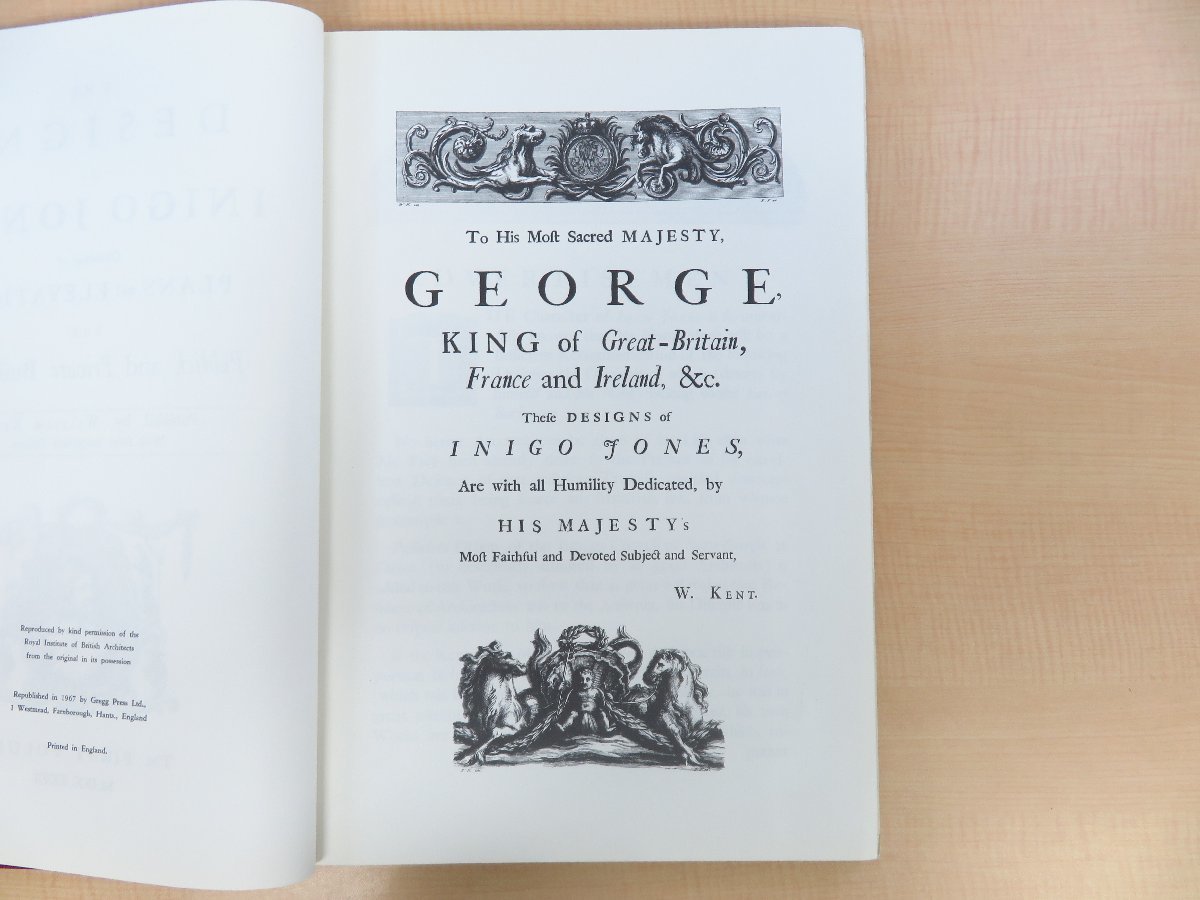 Reproduced by kind permission of the
Royal Institute of British Architects
from the original in its possession
Republished in 1967 by Gregg Press Ltd.,
1 Westmead, Farnborough, Hants., England
Printed in England.
To His Moſt Sacred MAJESTY,
GEORGE,
KING of Great-Britain,
France and Ireland, &c.
Theſe DESIGNS of
INIGO JONES,
Are with all Humility Dedicated, by
HIS MAJESTY's
Moſt Faithful and Devoted Subject and Servant,
W. KENT.